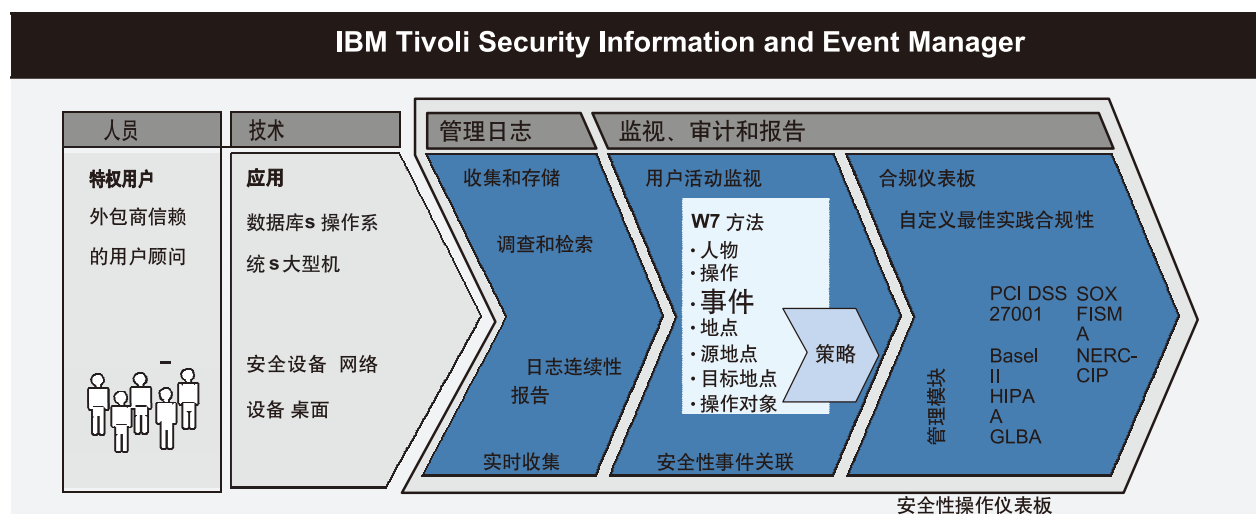 IBM Tivoli Security Information and Event Manager
人员
特权用户
外包商信赖
的用户顾问
技术
应用
数据库s 操作系
统s大型机
安全设备 网络
设备 桌面
管理日志
收集和存储
调查和检索
日志连续性
报告
实时收集
监视、审计和报告
用户活动监视
W7 方法
·人物
·操作
·事件
·地点
·源地点
·目标地点
·操作对象
策略
安全性事件关联
合规仪表板
自定义最佳实践合规性
管理模块
PCI DSS
27001
Basel
II
HIPA
A
GLBA
SOX
FISM
A
NERC-
CIP
安全性操作仪表板